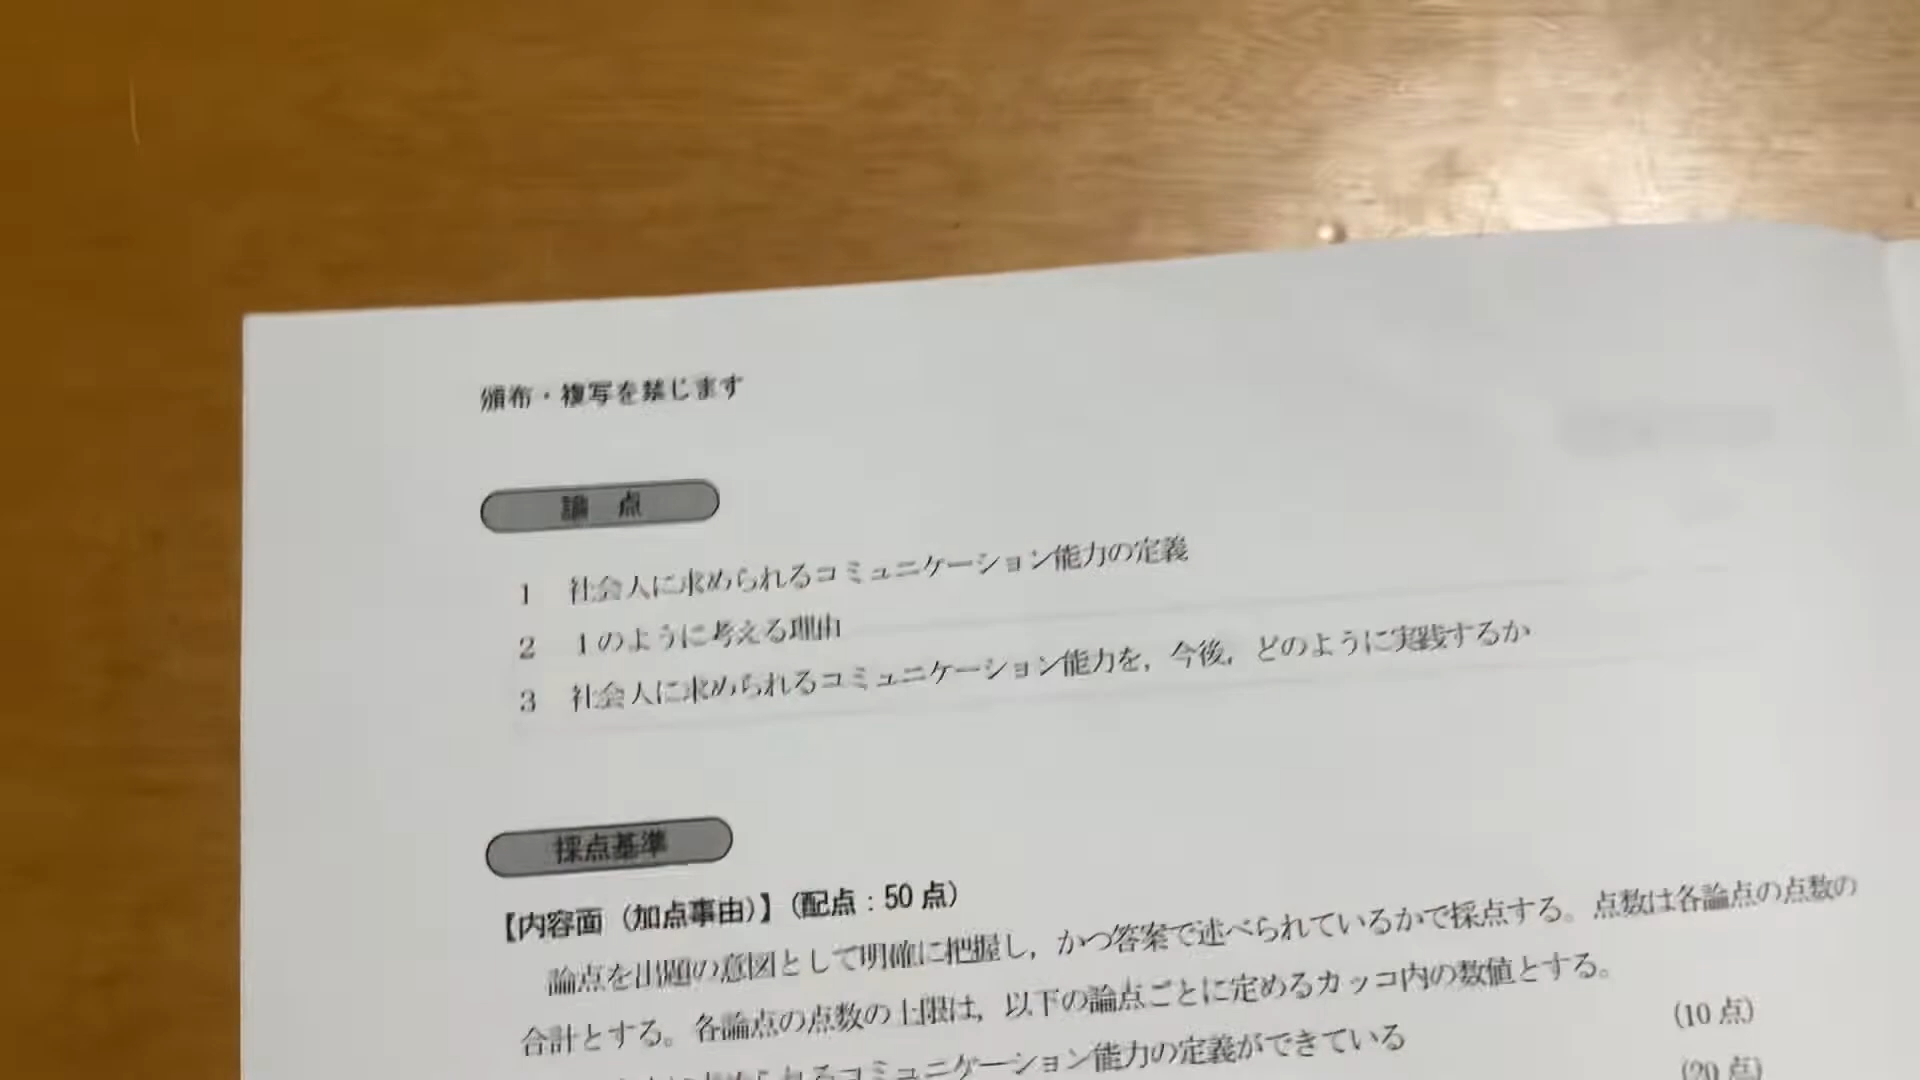 頒布・複写を禁じます
論 点
1 社会人に求められるコミュニケーション能力の定義
2 1のように考える理由
3 社会人に求められるコミュニケーション能力を，今後，どのように実践するか
採点基準
【内容面（加点事由）】（配点：50点）
論点を出題の意図として明確に把握し，かつ答案で述べられているかで採点する。点数は各論点の点数の
合計とする。各論点の点数の上限は，以下の論点ごとに定めるカッコ内の数値とする。
求められるコミュニケーション能力の定義ができている (10点)
(20点)